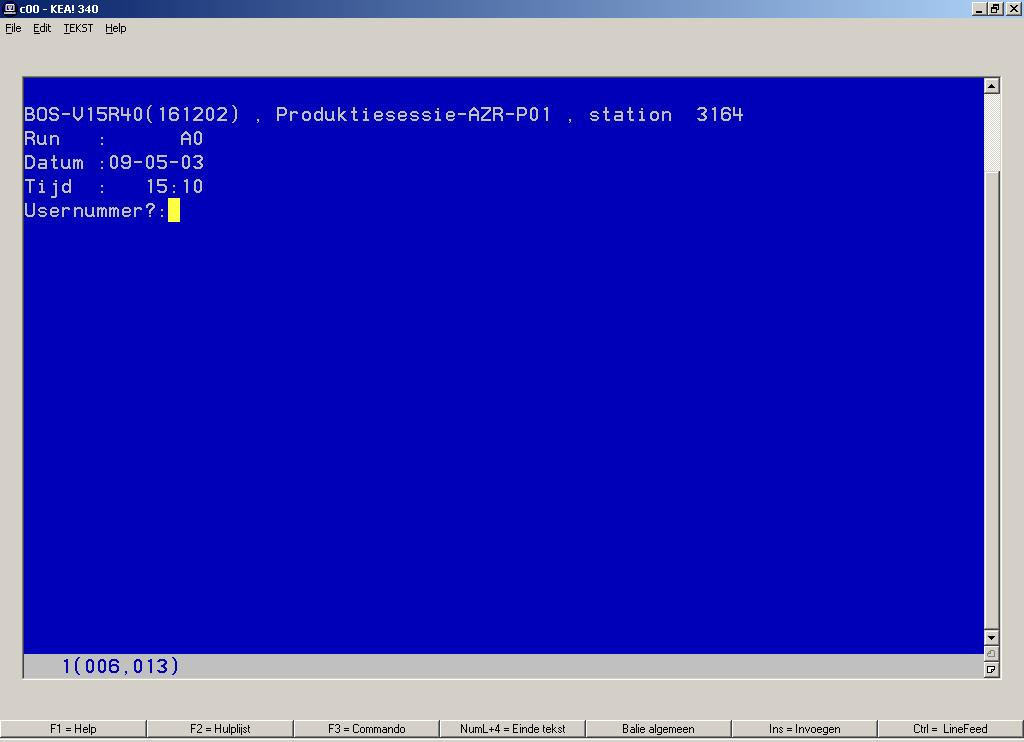 c00 - KEA! 340
File Edit TEKST Help
BOS-V15R40(161202) , Produktiesessie-AZR-P01 , station 3164
Run : A0
Datum :09-05-03
Tijd : 15:10
Usernummer?:
1(006,013)
F1 = Help F2 = Hulplijst F3 = Commando NumL+4 = Einde tekst Balie algemeen Ins = Invoegen Ctrl = LineFeed